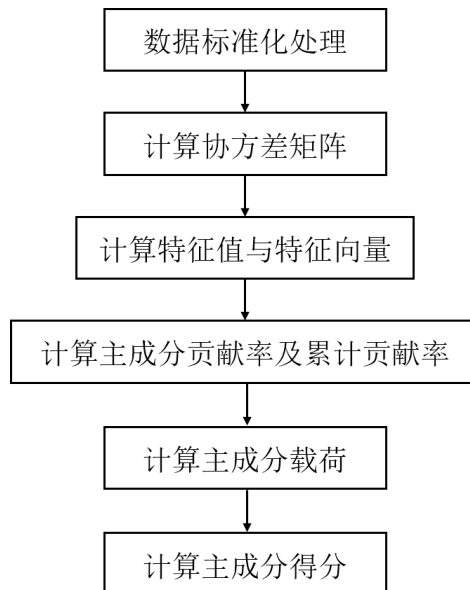 数据标准化处理
计算协方差矩阵
计算特征值与特征向量
计算主成分贡献率及累计贡献率
计算主成分载荷
计算主成分得分